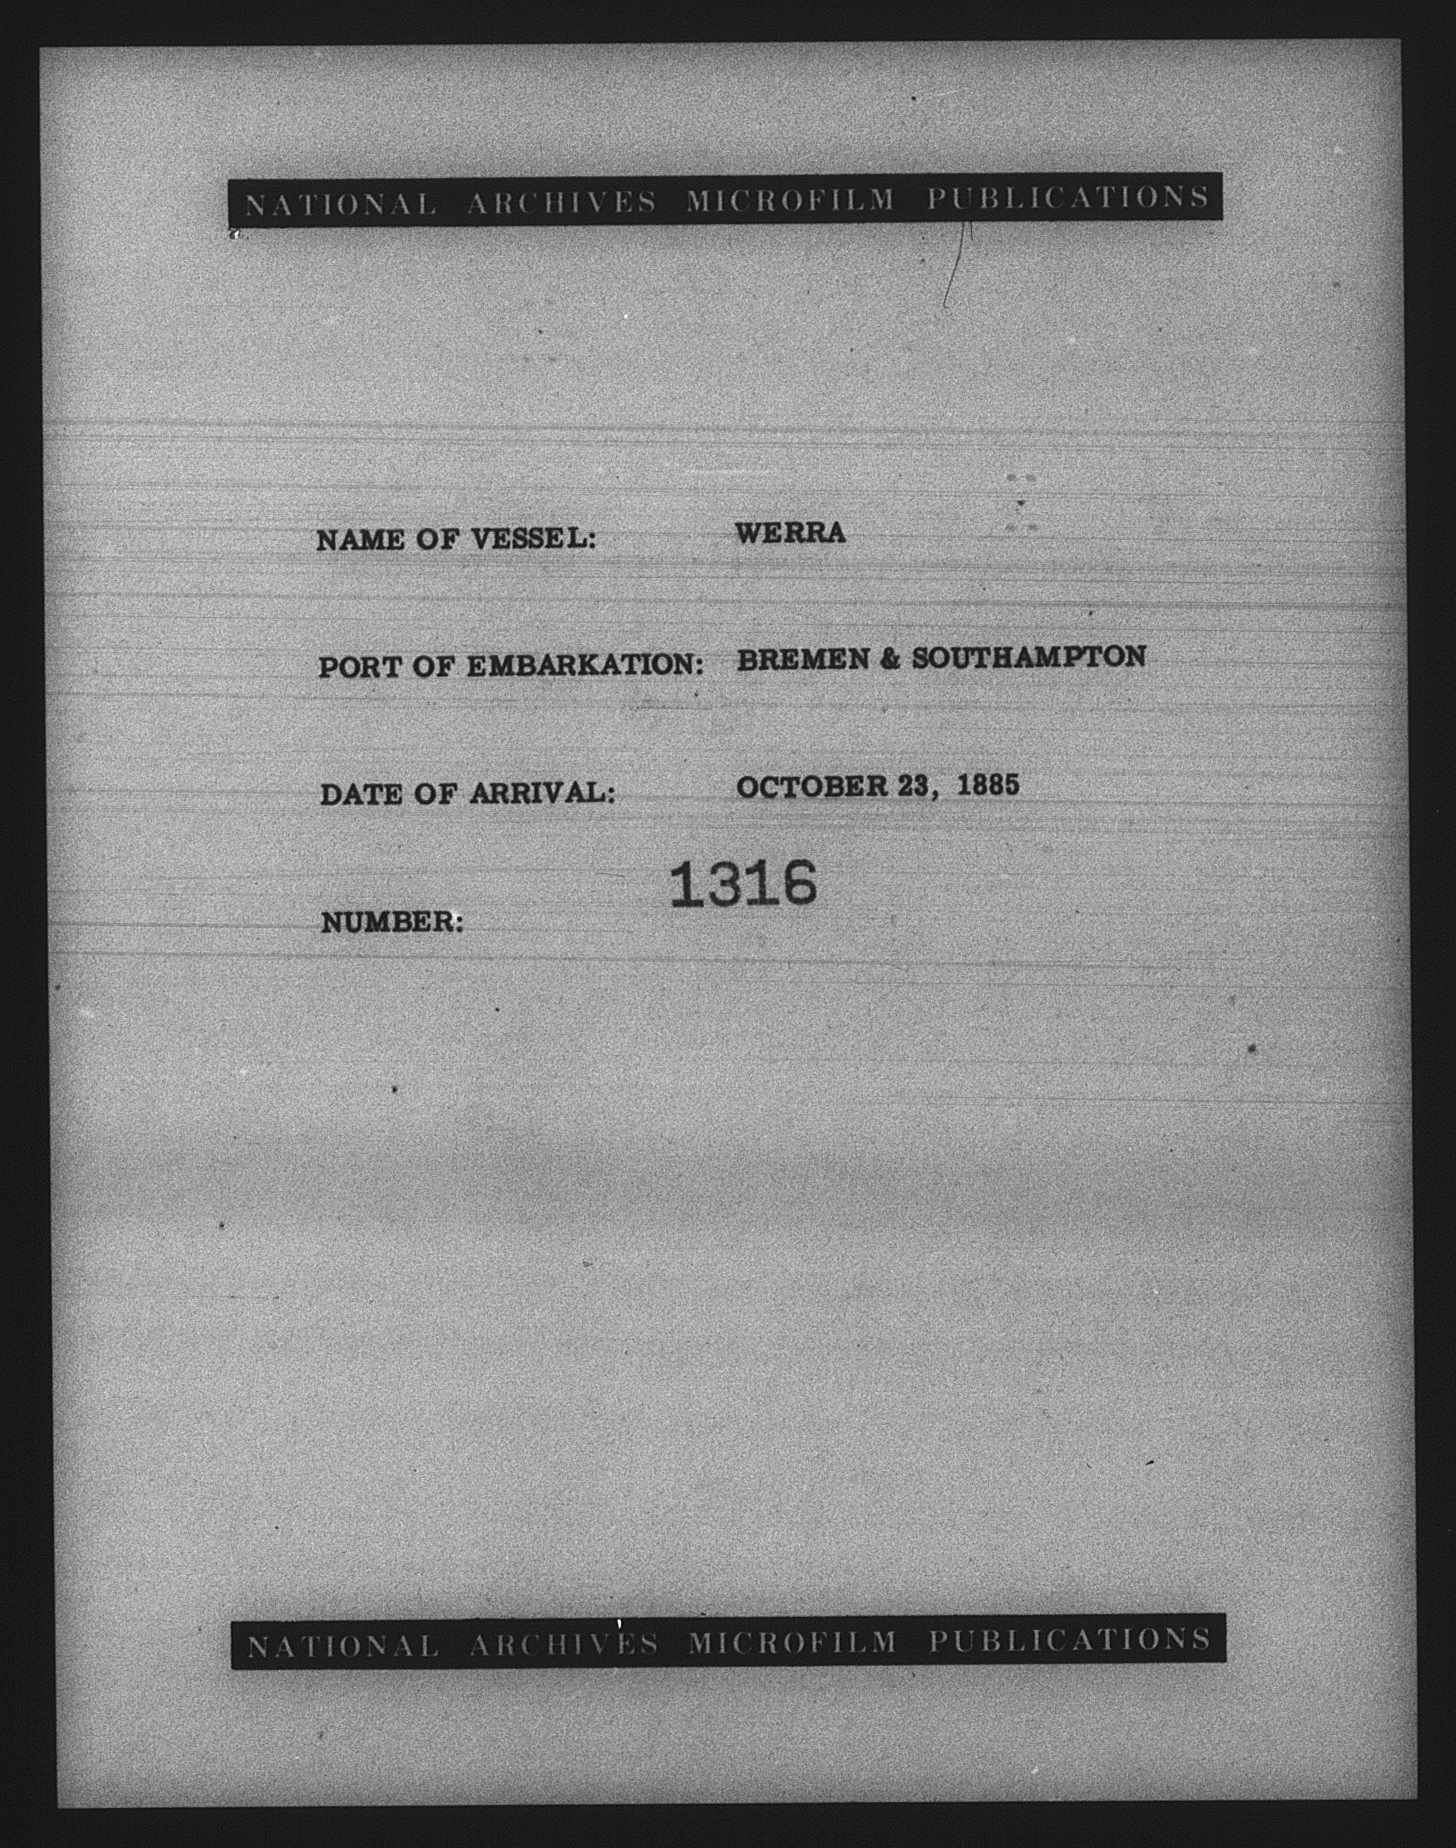 NATIONAL ARCHIVES MICROFILM PUBLICATIONS
NAME OF VESSEL: WERRA
PORT OF EMBARKATION: BREMEN & SOUTHAMPTON
DATE OF ARRIVAL: OCTOBER 23, 1885
NUMBER: 1316
NATIONAL ARCHIVES MICROFILM PUBLICATIONS